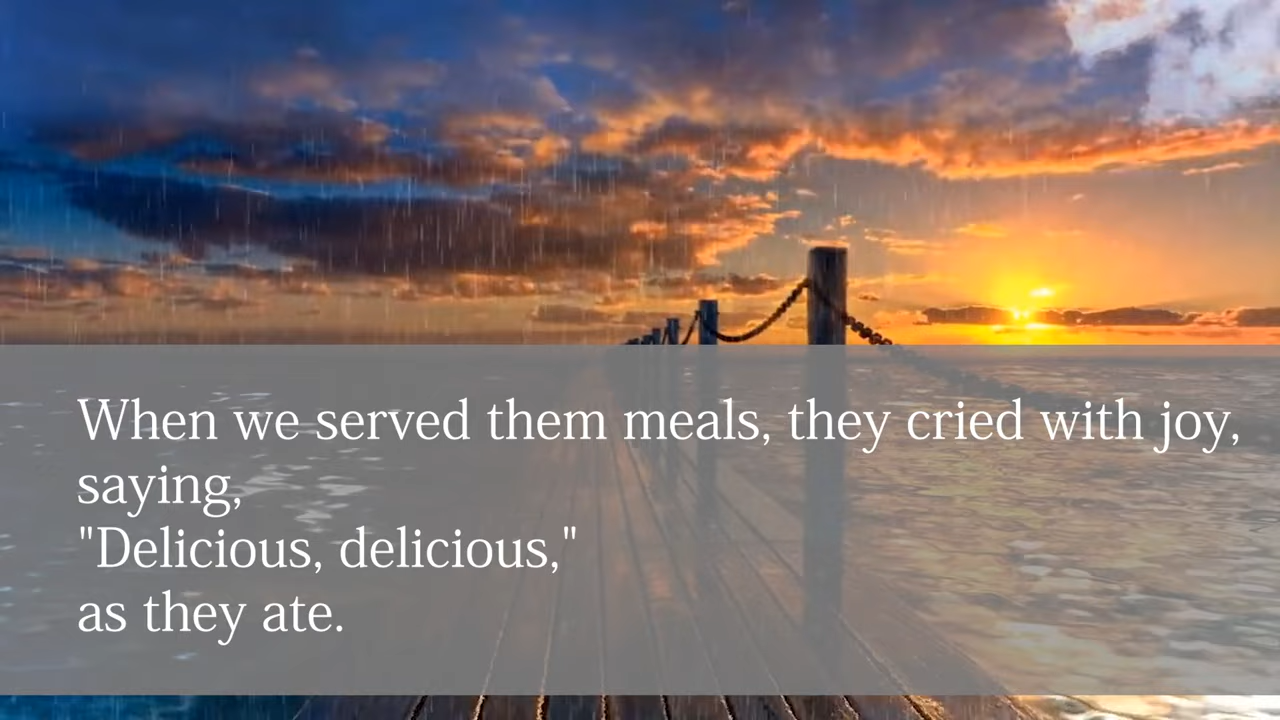 When we served them meals, they cried with joy,
saying,
"Delicious, delicious,"
as they ate.